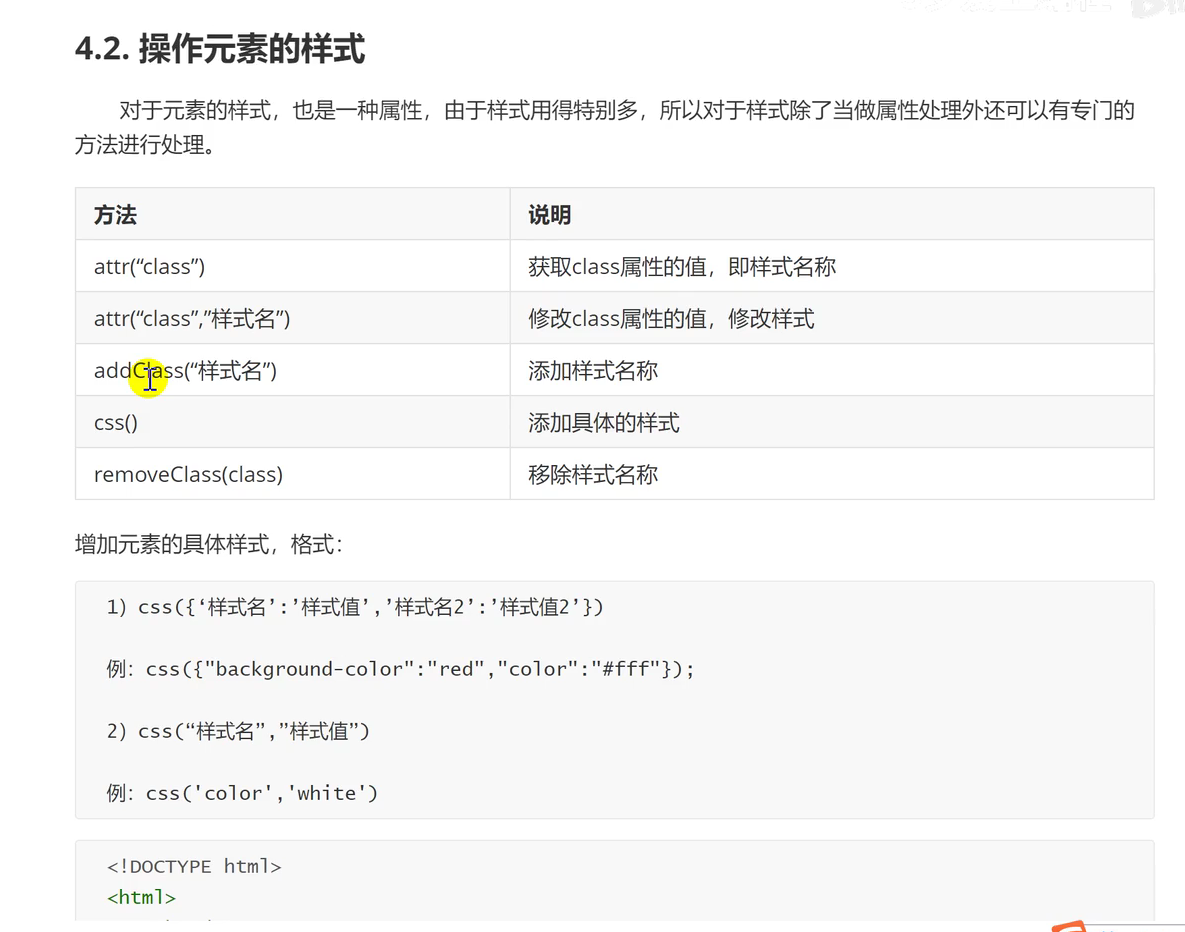 4.2. 操作元素的样式
对于元素的样式，也是一种属性，由于样式用得特别多，所以对于样式除了当做属性处理外还可以有专门的
方法进行处理。
方法 说明
attr(“class”) 获取class属性的值，即样式名称
attr(“class”,”样式名”) 修改class属性的值，修改样式
addClass(“样式名”) 添加样式名称
css() 添加具体的样式
removeClass(class) 移除样式名称
增加元素的具体样式，格式：
1）css({‘样式名’:’样式值’,’样式名2’:’样式值2’})
例：css({"background-color":"red","color":"#fff"});
2）css(“样式名”,”样式值”)
例：css('color','white')
<!DOCTYPE html>
<html>